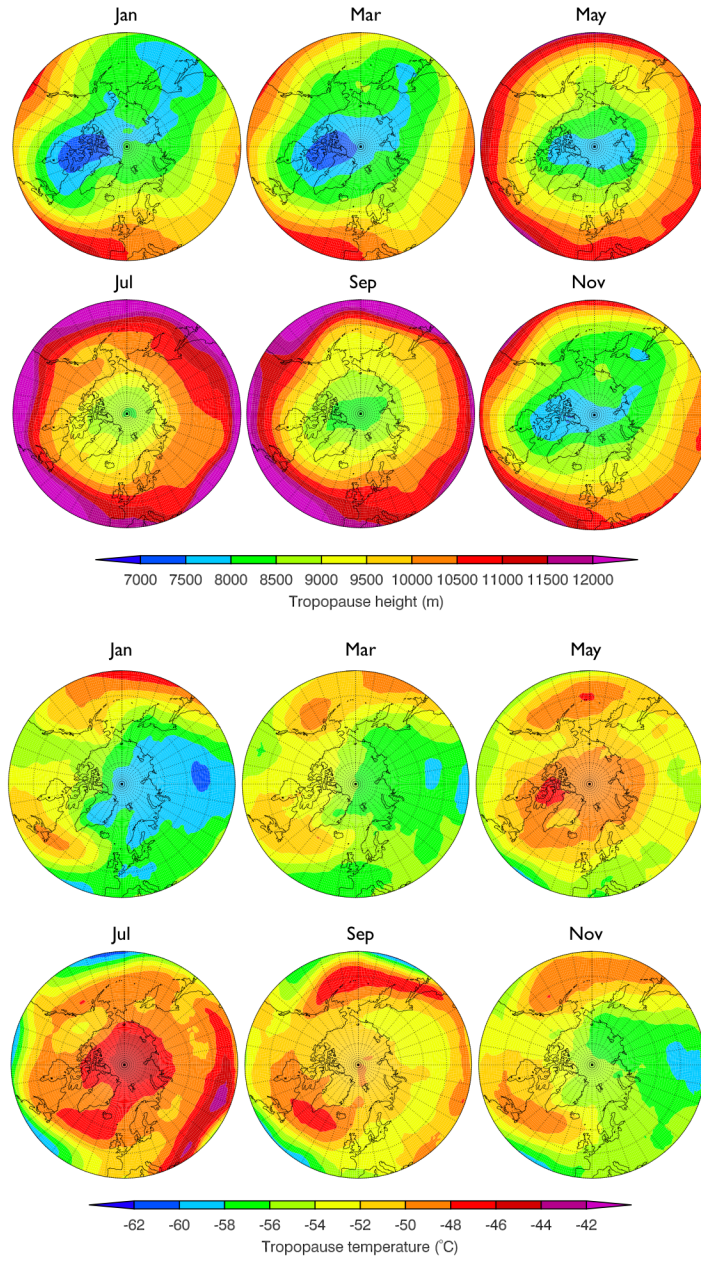 Jan Mar May
Jul Sep Nov
7000 7500 8000 8500 9000 9500 10000 10500 11000 11500 12000
Tropopause height (m)
Jan Mar May
Jul Sep Nov
-62 -60 -58 -56 -54 -52 -50 -48 -46 -44 -42
Tropopause temperature (°C)